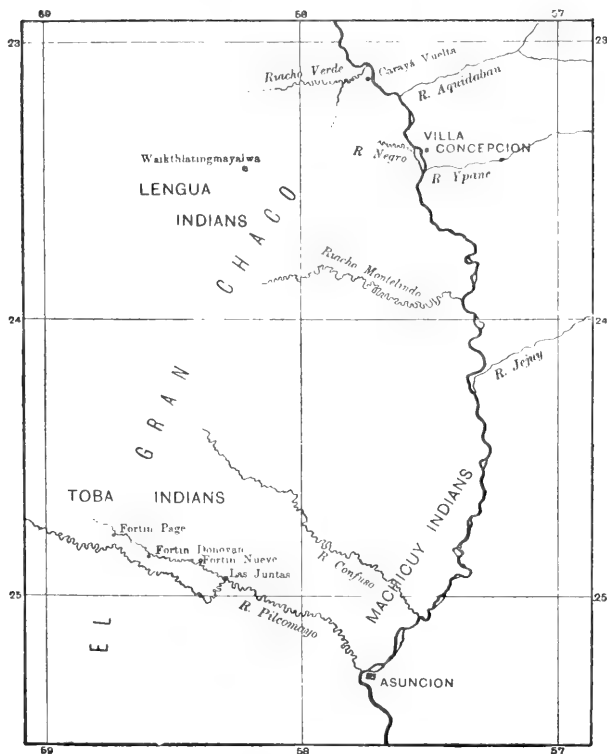 58
57
23
23
Riacho Verde
Carayá Vuelta
R. Aquidaban
VILLA
CONCEPCION
R Negro
R Ypane
Waikthlatingmayalwa
LENGUA
INDIANS
CHACO
Riacho Montelindo
24
24
R. Jejuy
GRAN
TOBA INDIANS
Fortin Page
Fortin Donovan
Fortin Nueve
Las Juntas
R. Confuso
MACHICUY INDIANS
25
25
R. Pilcomayo
EL
ASUNCION
59
58
57